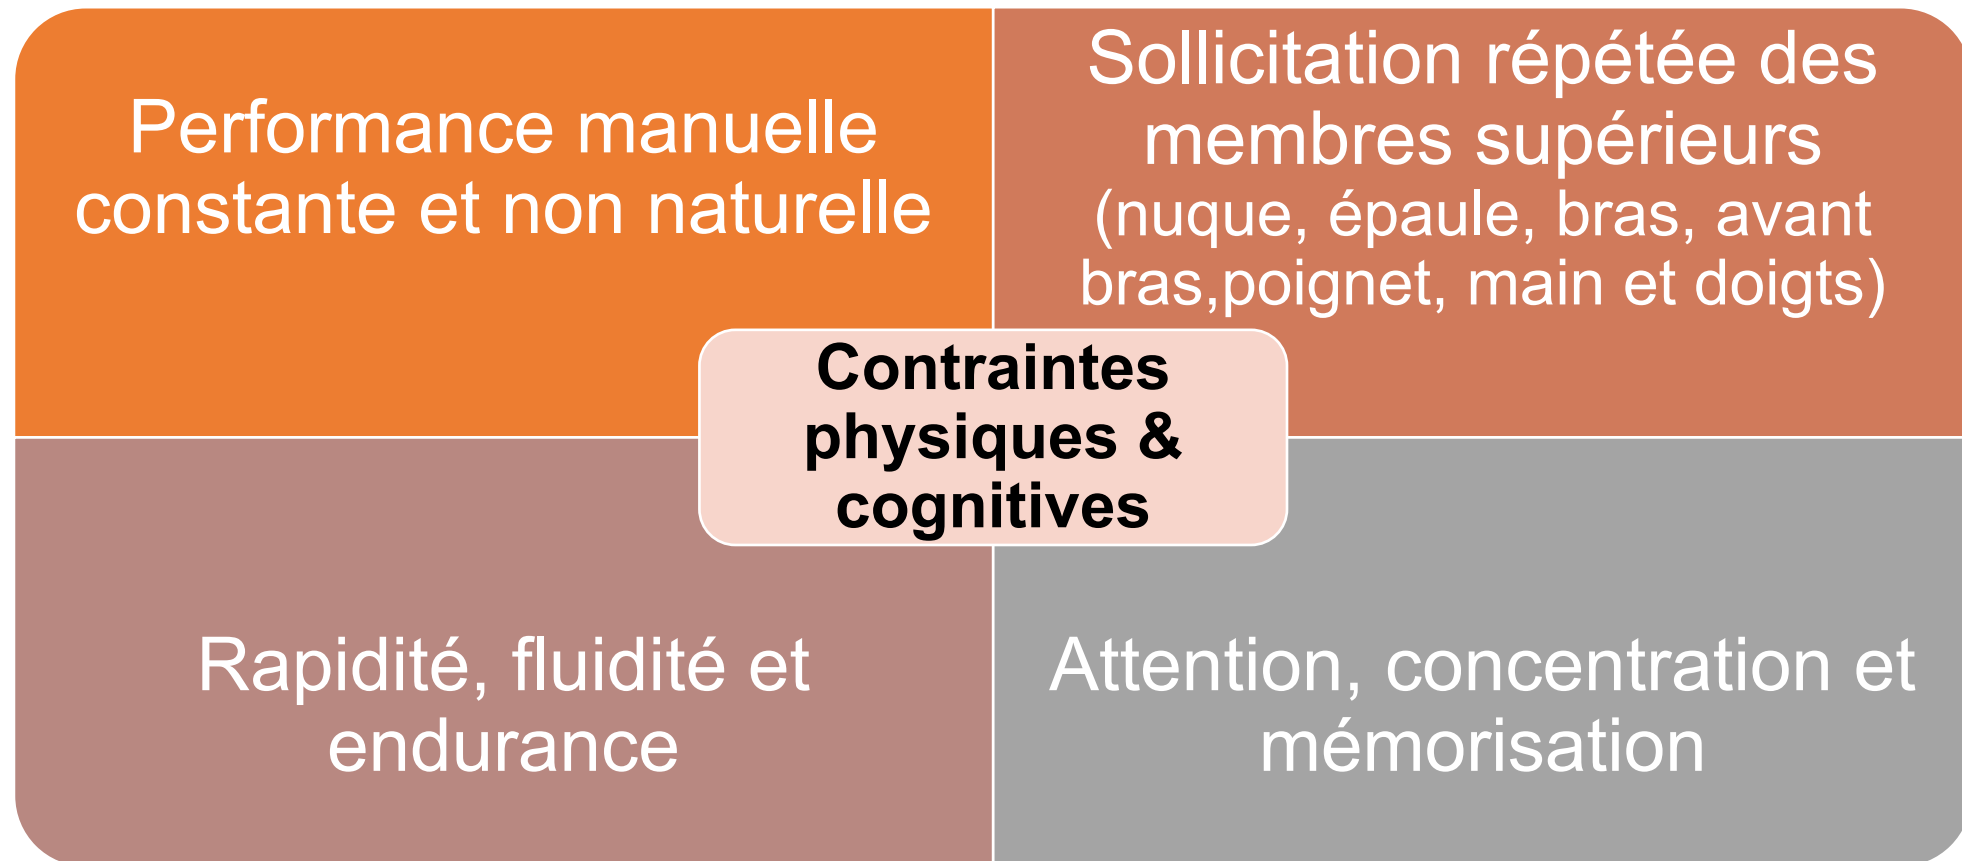 Performance manuelle
constante et non naturelle
Sollicitation répétée des
membres supérieurs
(nuque, épaule, bras, avant
bras,poignet, main et doigts)
Contraintes
physiques &
cognitives
Rapidité, fluidité et
endurance
Attention, concentration et
mémorisation